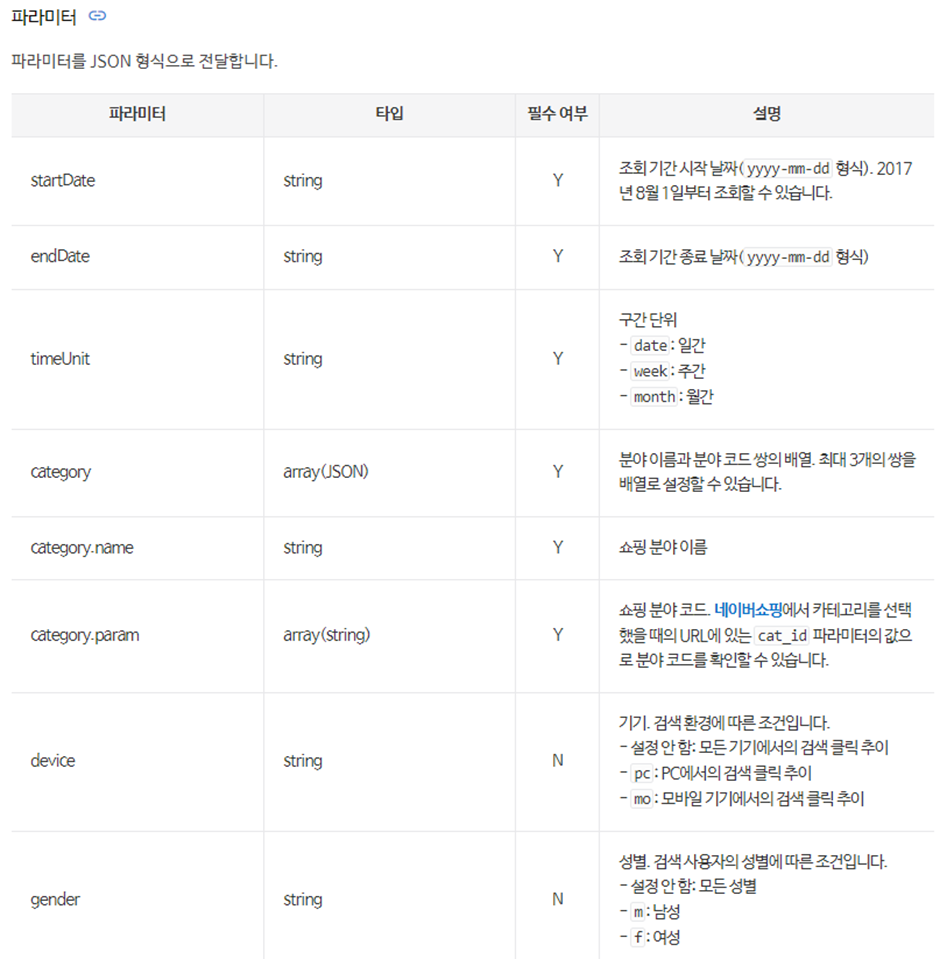 파라미터
파라미터를 JSON 형식으로 전달합니다.
파라미터 타입 필수 여부 설명
startDate string Y 조회 기간 시작 날짜(yyyy-mm-dd 형식). 2017
년 8월 1일부터 조회할 수 있습니다.
endDate string Y 조회 기간 종료 날짜(yyyy-mm-dd 형식)
timeUnit string Y 구간 단위
- date: 일간
- week: 주간
- month: 월간
category array(JSON) Y 분야 이름과 분야 코드 쌍의 배열. 최대 3개의 쌍을
배열로 설정할 수 있습니다.
category.name string Y 쇼핑 분야 이름
category.param array(string) Y 쇼핑 분야 코드. 네이버쇼핑에서 카테고리를 선택
했을 때의 URL에 있는 cat_id 파라미터의 값으
로 분야 코드를 확인할 수 있습니다.
device string N 기기. 검색 환경에 따른 조건입니다.
- 설정 안 함: 모든 기기에서의 검색 클릭 추이
- pc: PC에서의 검색 클릭 추이
- mo: 모바일 기기에서의 검색 클릭 추이
gender string N 성별. 검색 사용자의 성별에 따른 조건입니다.
- 설정 안 함: 모든 성별
- m: 남성
- f: 여성